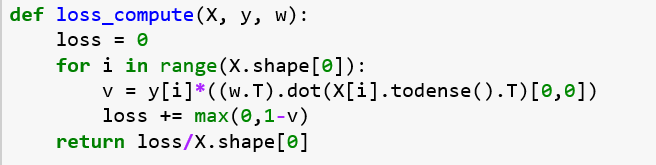 def loss_compute(X, y, w):
    loss = 0
    for i in range(X.shape[0]):
        v = y[i]*((w.T).dot(X[i].todense().T)[0,0])
        loss += max(0,1-v)
    return loss/X.shape[0]